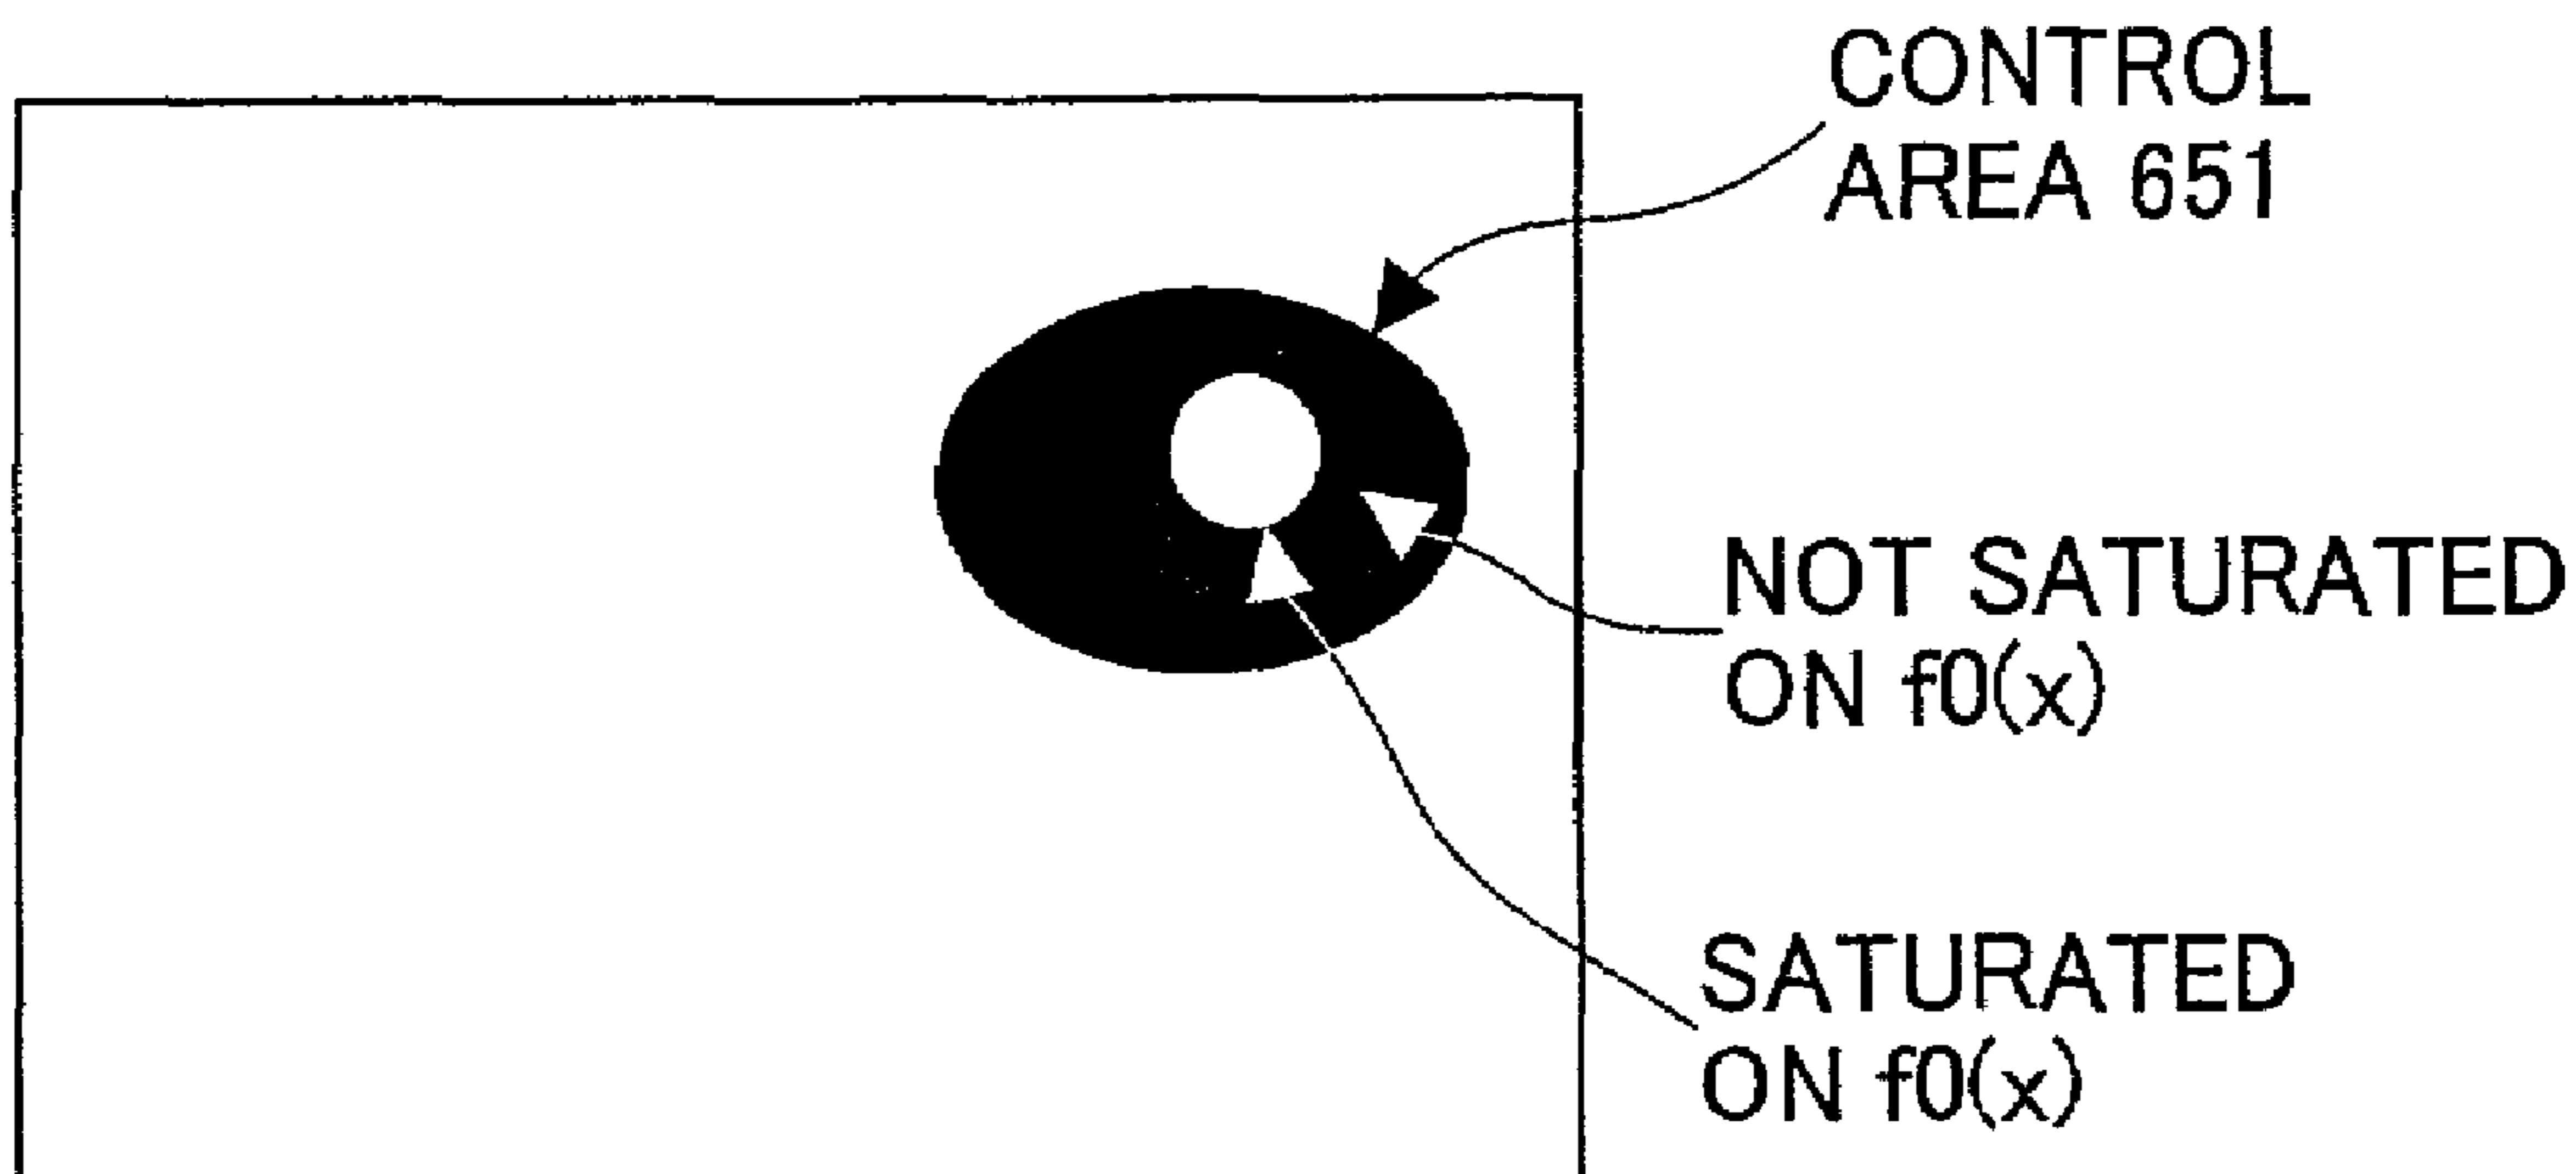 CONTROL
AREA 651
NOT SATURATED
ON f0(x)
SATURATED
ON f0(x)